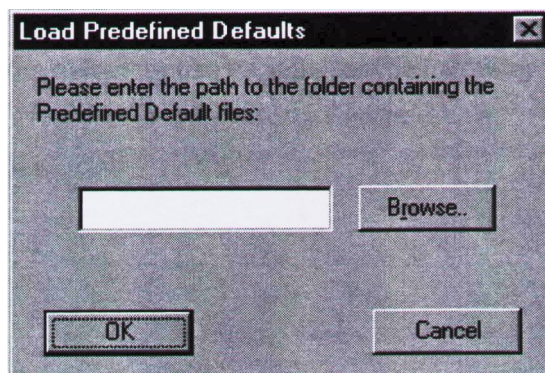 Load Predefined Defaults
Please enter the path to the folder containing the
Predefined Default files:
Browse..
OK
Cancel